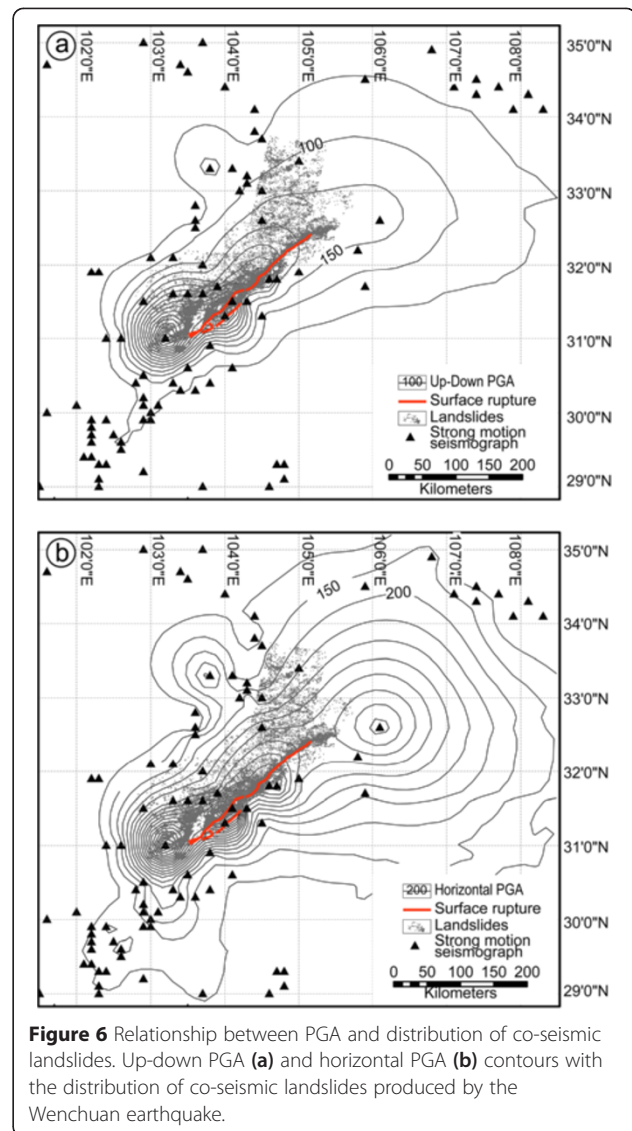 a
102'0"E
103'0"E
104'0"E
105'0"E
106'0"E
107'0"E
108'0"E
35'0"N
34'0"N
33'0"N
32'0"N
31'0"N
30'0"N
29'0"N
100
150
100 Up-Down PGA
Surface rupture
Landslides
Strong motion
seismograph
0 50 100 150 200
Kilometers
b
102'0"E
103'0"E
104'0"E
105'0"E
106'0"E
107'0"E
108'0"E
35'0"N
34'0"N
33'0"N
32'0"N
31'0"N
30'0"N
29'0"N
150
200
200 Horizontal PGA
Surface rupture
Landslides
Strong motion
seismograph
0 50 100 150 200
Kilometers
Figure 6 Relationship between PGA and distribution of co-seismic
landslides. Up-down PGA (a) and horizontal PGA (b) contours with
the distribution of co-seismic landslides produced by the
Wenchuan earthquake.